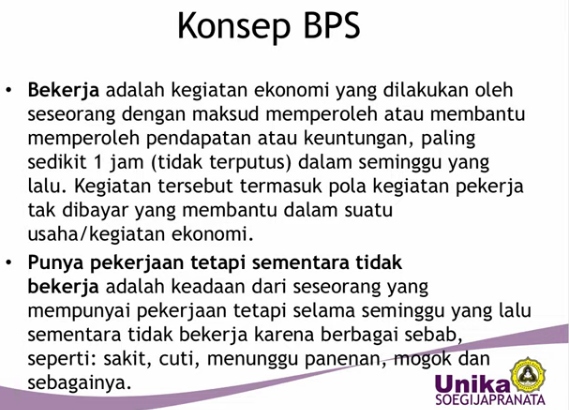 Konsep BPS
• Bekerja adalah kegiatan ekonomi yang dilakukan oleh
seseorang dengan maksud memperoleh atau membantu
memperoleh pendapatan atau keuntungan, paling
sedikit 1 jam (tidak terputus) dalam seminggu yang
lalu. Kegiatan tersebut termasuk pola kegiatan pekerja
tak dibayar yang membantu dalam suatu
usaha/kegiatan ekonomi.
• Punya pekerjaan tetapi sementara tidak
bekerja adalah keadaan dari seseorang yang
mempunyai pekerjaan tetapi selama seminggu yang lalu
sementara tidak bekerja karena berbagai sebab,
seperti: sakit, cuti, menunggu panenan, mogok dan
sebagainya.
Unika
SOEGIJAPRANATA